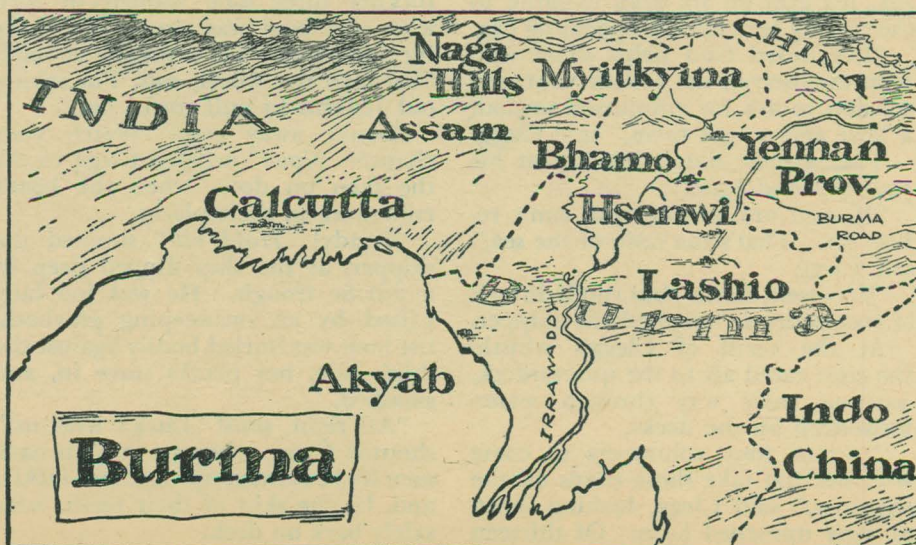 CHINA
Naga
Hills
Myitkyina
INDIA
Assam
Bhamo
Yennan
Prov.
Calcutta
Hsenwi
BURMA
ROAD
Lashio
Burma
IRRAWADDY R
Akyab
Indo
China
Burma